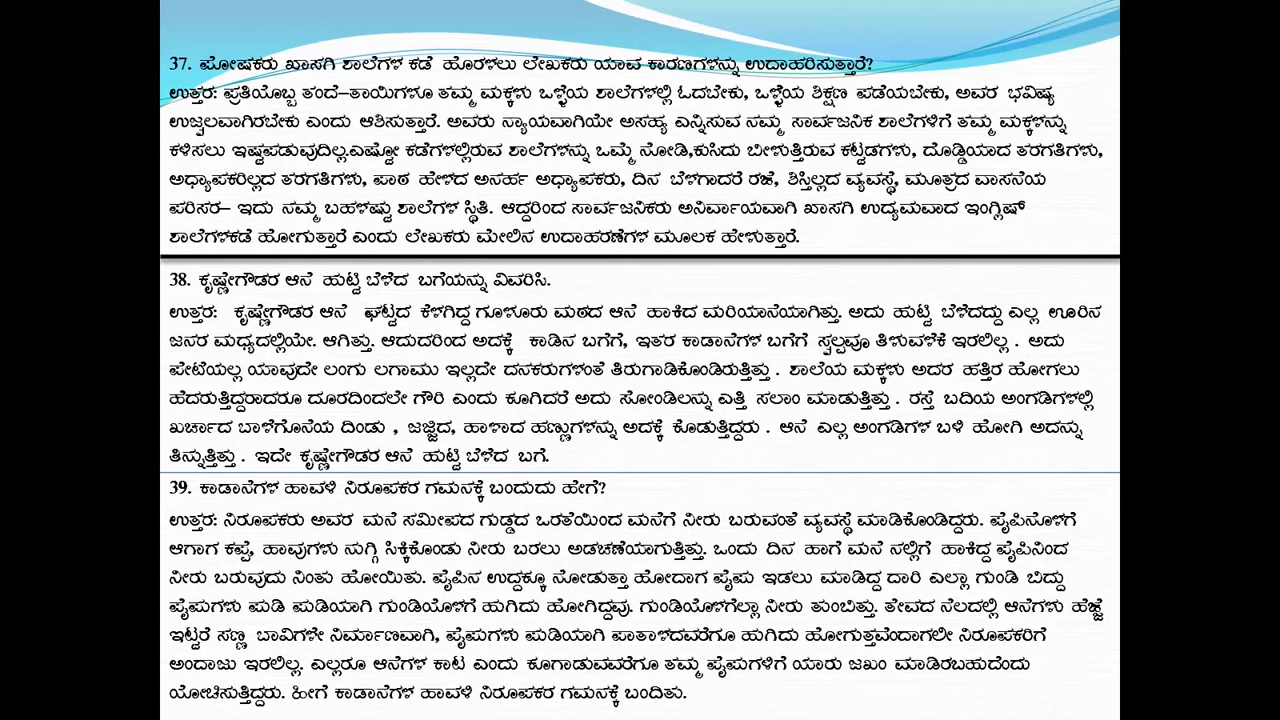 37. ಪೋಷಕರು ಖಾಸಗಿ ಶಾಲೆಗಳ ಕಡೆ ಹೊರಳಲು ಲೇಖಕರು ಯಾವ ಕಾರಣಗಳನ್ನು ಉದಾಹರಿಸುತ್ತಾರೆ?
ಉತ್ತರ: ಪ್ರತಿಯೊಬ್ಬ ತಂದೆ-ತಾಯಿಗಳೂ ತಮ್ಮ ಮಕ್ಕಳು ಒಳ್ಳೆಯ ಶಾಲೆಗಳಲ್ಲಿ ಓದಬೇಕು, ಒಳ್ಳೆಯ ಶಿಕ್ಷಣ ಪಡೆಯಬೇಕು, ಅವರ ಭವಿಷ್ಯ
ಉಜ್ವಲವಾಗಿರಬೇಕು ಎಂದು ಆಶಿಸುತ್ತಾರೆ. ಅವರು ನ್ಯಾಯವಾಗಿಯೇ ಅಸಹ್ಯ ಎನ್ನಿಸುವ ನಮ್ಮ ಸಾರ್ವಜನಿಕ ಶಾಲೆಗಳಿಗೆ ತಮ್ಮ ಮಕ್ಕಳನ್ನು
ಕಳಿಸಲು ಇಷ್ಟಪಡುವುದಿಲ್ಲ.ಎಷ್ಟೋ ಕಡೆಗಳಲ್ಲಿರುವ ಶಾಲೆಗಳನ್ನು ಒಮ್ಮೆ ನೋಡಿ,ಕುಸಿದು ಬೀಳುತ್ತಿರುವ ಕಟ್ಟಡಗಳು, ದೊಡ್ಡಿಯಾದ ತರಗತಿಗಳು,
ಅಧ್ಯಾಪಕರಿಲ್ಲದ ತರಗತಿಗಳು, ಪಾಠ ಹೇಳದ ಅನರ್ಹ ಅಧ್ಯಾಪಕರು, ದಿನ ಬೆಳಗಾದರೆ ರಜೆ, ಶಿಸ್ತಿಲ್ಲದ ವ್ಯವಸ್ಥೆ, ಮೂತ್ರದ ವಾಸನೆಯ
ಪರಿಸರ- ಇದು ನಮ್ಮ ಬಹಳಷ್ಟು ಶಾಲೆಗಳ ಸ್ಥಿತಿ. ಆದ್ದರಿಂದ ಸಾರ್ವಜನಿಕರು ಅನಿರ್ವಾಯವಾಗಿ ಖಾಸಗಿ ಉದ್ಯಮವಾದ ಇಂಗ್ಲಿಷ್
ಶಾಲೆಗಳಕಡೆ ಹೋಗುತ್ತಾರೆ ಎಂದು ಲೇಖಕರು ಮೇಲಿನ ಉದಾಹರಣೆಗಳ ಮೂಲಕ ಹೇಳುತ್ತಾರೆ.
38. ಕೃಷ್ಣೇಗೌಡರ ಆನೆ ಹುಟ್ಟಿ ಬೆಳೆದ ಬಗೆಯನ್ನು ವಿವರಿಸಿ.
ಉತ್ತರ: ಕೃಷ್ಣೇಗೌಡರ ಆನೆ ಘಟ್ಟದ ಕೆಳಗಿದ್ದ ಗೂಳೂರು ಮಠದ ಆನೆ ಹಾಕಿದ ಮರಿಯಾನೆಯಾಗಿತ್ತು. ಅದು ಹುಟ್ಟಿ ಬೆಳೆದದ್ದು ಎಲ್ಲ ಊರಿನ
ಜನರ ಮಧ್ಯದಲ್ಲಿಯೇ. ಆಗಿತ್ತು. ಆದುದರಿಂದ ಅದಕ್ಕೆ ಕಾಡಿನ ಬಗೆಗೆ, ಇತರ ಕಾಡಾನೆಗಳ ಬಗೆಗೆ ಸ್ವಲ್ಪವೂ ತಿಳುವಳಿಕೆ ಇರಲಿಲ್ಲ . ಅದು
ಪೇಟೆಯಲ್ಲ ಯಾವುದೇ ಲಂಗು ಲಗಾಮು ಇಲ್ಲದೇ ದನಕರುಗಳಂತೆ ತಿರುಗಾಡಿಕೊಂಡಿರುತ್ತಿತ್ತು . ಶಾಲೆಯ ಮಕ್ಕಳು ಅದರ ಹತ್ತಿರ ಹೋಗಲು
ಹೆದರುತ್ತಿದ್ದರಾದರೂ ದೂರದಿಂದಲೇ ಗೌರಿ ಎಂದು ಕೂಗಿದರೆ ಅದು ಸೋಂಡಿಲನ್ನು ಎತ್ತಿ ಸಲಾಂ ಮಾಡುತ್ತಿತ್ತು . ರಸ್ತೆ ಬದಿಯ ಅಂಗಡಿಗಳಲ್ಲಿ
ಖರ್ಚಾದ ಬಾಳೆಗೊನೆಯ ದಿಂಡು , ಜಜ್ಜಿದ, ಹಾಳಾದ ಹಣ್ಣುಗಳನ್ನು ಅದಕ್ಕೆ ಕೊಡುತ್ತಿದ್ದರು . ಆನೆ ಎಲ್ಲ ಅಂಗಡಿಗಳ ಬಳಿ ಹೋಗಿ ಅದನ್ನು
ತಿನ್ನುತ್ತಿತ್ತು . ಇದೇ ಕೃಷ್ಣೇಗೌಡರ ಆನೆ ಹುಟ್ಟಿ ಬೆಳೆದ ಬಗೆ.
39. ಕಾಡಾನೆಗಳ ಹಾವಳಿ ನಿರೂಪಕರ ಗಮನಕ್ಕೆ ಬಂದುದು ಹೇಗೆ?
ಉತ್ತರ: ನಿರೂಪಕರು ಅವರ ಮನೆ ಸಮೀಪದ ಗುಡ್ಡದ ಒರತೆಯಿಂದ ಮನೆಗೆ ನೀರು ಬರುವಂತೆ ವ್ಯವಸ್ಥೆ ಮಾಡಿಕೊಂಡಿದ್ದರು. ಪೈಪಿನೊಳಗೆ
ಆಗಾಗ ಕಪ್ಪೆ, ಹಾವುಗಳು ನುಗ್ಗಿ ಸಿಕ್ಕಿಕೊಂಡು ನೀರು ಬರಲು ಅಡಚಣೆಯಾಗುತ್ತಿತ್ತು. ಒಂದು ದಿನ ಹಾಗೆ ಮನೆ ನಲ್ಲಿಗೆ ಹಾಕಿದ್ದ ಪೈಪಿನಿಂದ
ನೀರು ಬರುವುದು ನಿಂತು ಹೋಯಿತು. ಪೈಪಿನ ಉದ್ದಕ್ಕೂ ನೋಡುತ್ತಾ ಹೋದಾಗ ಪೈಪು ಇಡಲು ಮಾಡಿದ್ದ ದಾರಿ ಎಲ್ಲಾ ಗುಂಡಿ ಬಿದ್ದು
ಪೈಪುಗಳು ಪುಡಿ ಪುಡಿಯಾಗಿ ಗುಂಡಿಯೊಳಗೆ ಹುಗಿದು ಹೋಗಿದ್ದವು. ಗುಂಡಿಯೊಳಗೆಲ್ಲಾ ನೀರು ತುಂಬಿತ್ತು. ತೇವದ ನೆಲದಲ್ಲಿ ಆನೆಗಳು ಹೆಜ್ಜೆ
ಇಟ್ಟರೆ ಸಣ್ಣ ಬಾವಿಗಳೇ ನಿರ್ಮಾಣವಾಗಿ, ಪೈಪುಗಳು ಪುಡಿಯಾಗಿ ಪಾತಾಳದವರೆಗೂ ಹುಗಿದು ಹೋಗುತ್ತವೆಂದಾಗಲೀ ನಿರೂಪಕರಿಗೆ
ಅಂದಾಜು ಇರಲಿಲ್ಲ. ಎಲ್ಲರೂ ಆನೆಗಳ ಕಾಟ ಎಂದು ಕೂಗಾಡುವವರೆಗೂ ತಮ್ಮ ಪೈಪುಗಳಿಗೆ ಯಾರು ಜಖಂ ಮಾಡಿರಬಹುದೆಂದು
ಯೋಚಿಸುತ್ತಿದ್ದರು. ಹೀಗೆ ಕಾಡಾನೆಗಳ ಹಾವಳಿ ನಿರೂಪಕರ ಗಮನಕ್ಕೆ ಬಂದಿತು.